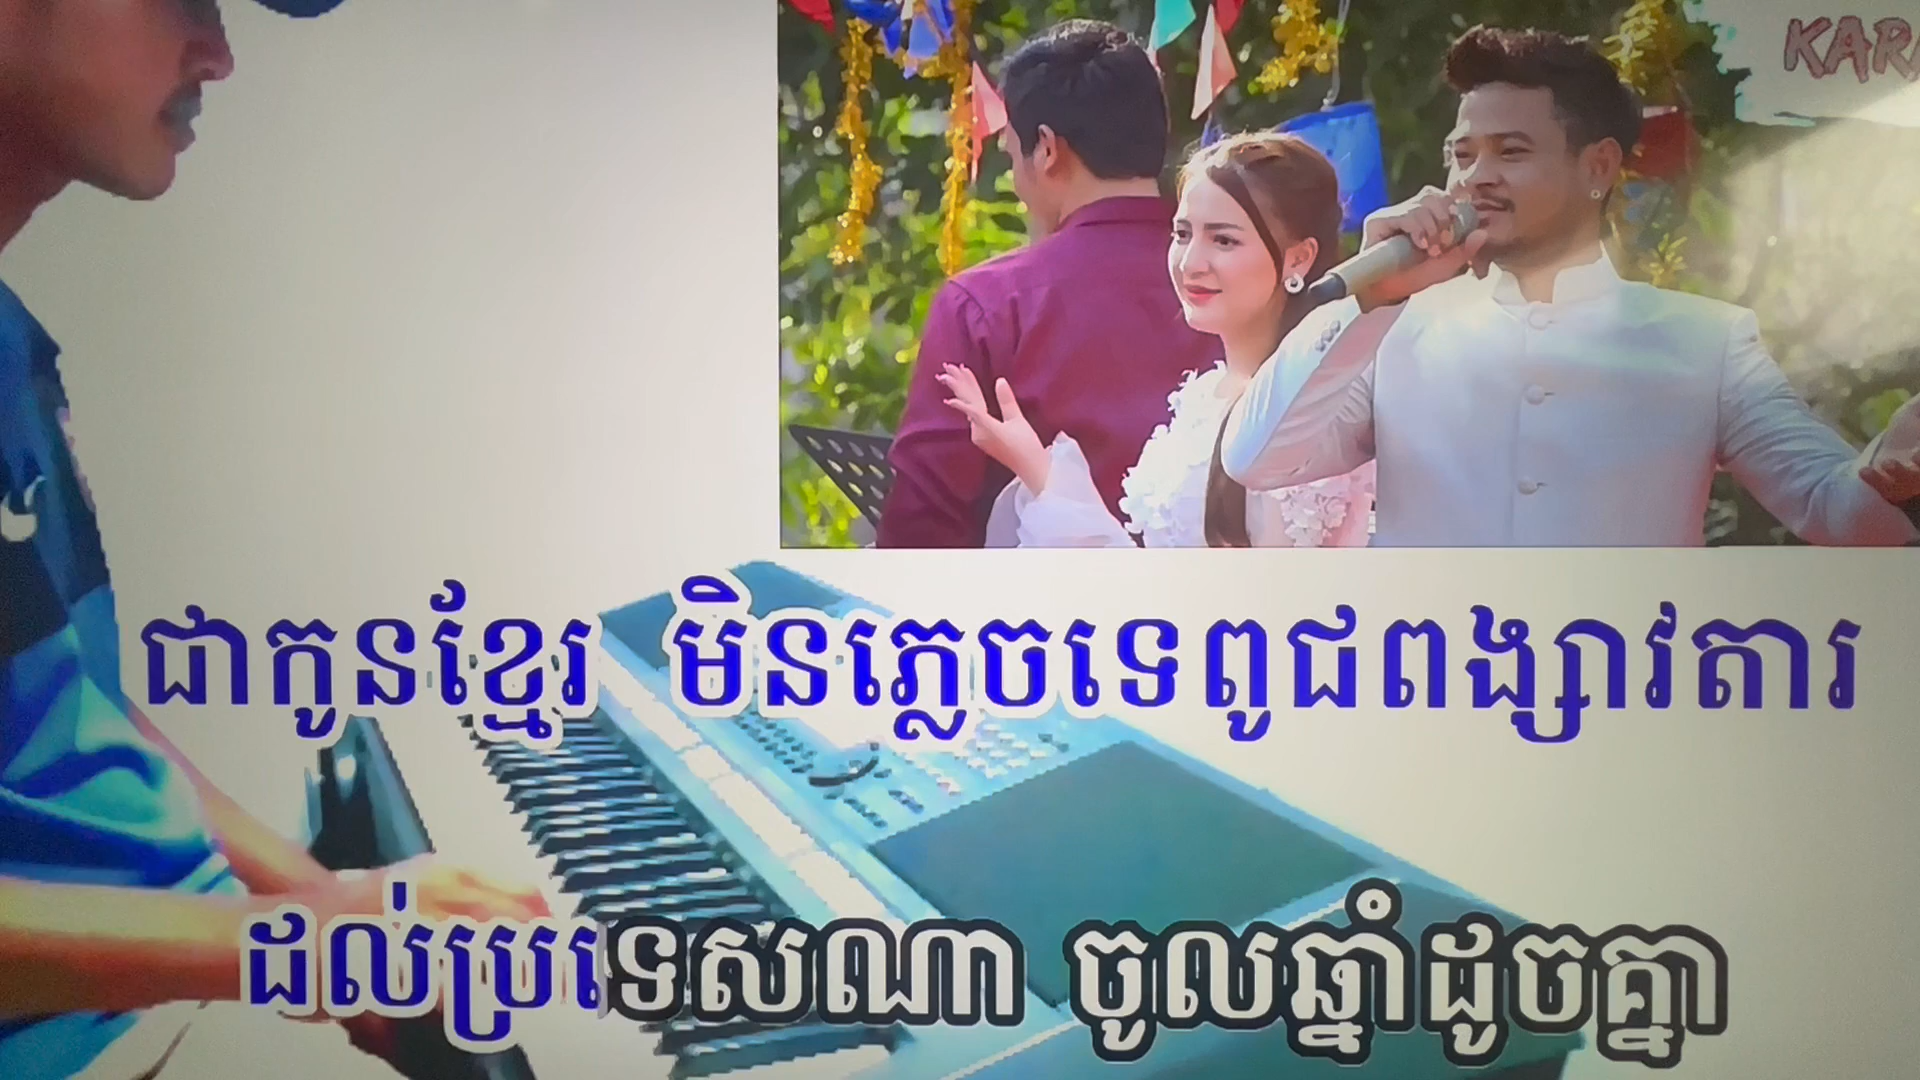 KARA
ជាកូនខ្មែរ មិនភ្លេចទេពូជពង្សាវតារ
ដល់ប្រទេសណា ចូលឆ្នាំដូចគ្នា